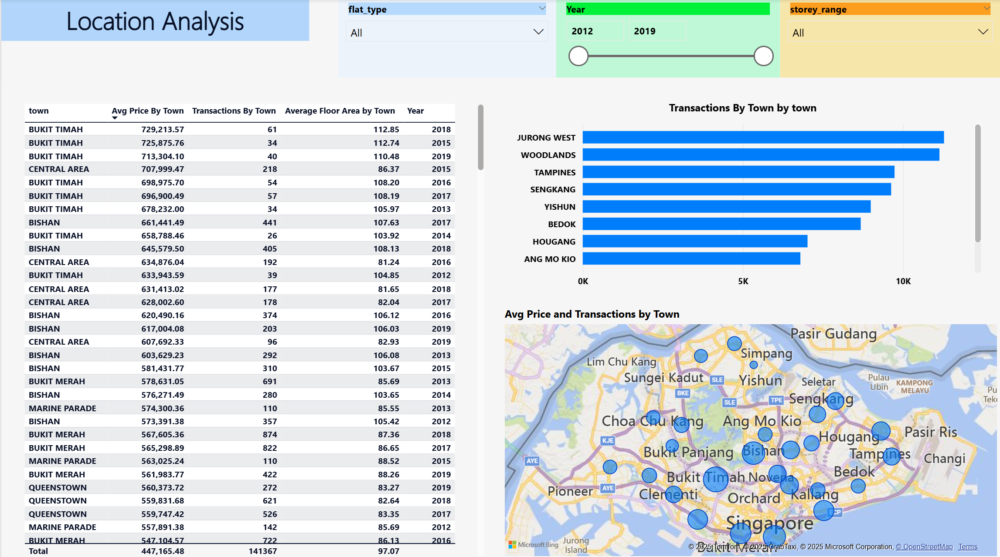 Location Analysis
flat_type
All
Year
2012 2019
storey_range
All
town Avg Price By Town Transactions By Town Average Floor Area by Town Year
BUKIT TIMAH 729,213.57 61 112.85 2018
BUKIT TIMAH 725,875.76 34 112.74 2015
BUKIT TIMAH 713,304.10 40 110.48 2019
CENTRAL AREA 707,999.47 218 86.37 2015
BUKIT TIMAH 698,975.70 54 108.20 2016
BUKIT TIMAH 696,900.49 57 108.19 2017
BUKIT TIMAH 678,232.00 34 105.97 2013
BISHAN 661,441.49 441 107.63 2017
BUKIT TIMAH 658,788.46 26 103.92 2014
BISHAN 645,579.50 405 108.13 2018
CENTRAL AREA 634,876.04 192 81.24 2016
BUKIT TIMAH 633,943.59 39 104.85 2012
CENTRAL AREA 631,413.02 177 81.65 2018
CENTRAL AREA 628,002.60 178 82.04 2017
BISHAN 620,490.16 374 106.12 2016
BISHAN 617,004.08 203 106.03 2019
CENTRAL AREA 607,692.33 96 82.93 2019
BISHAN 603,629.23 292 106.08 2013
BISHAN 581,431.77 310 103.67 2015
BUKIT MERAH 578,631.05 691 85.69 2013
BISHAN 576,271.49 280 103.65 2014
MARINE PARADE 574,300.36 110 85.55 2013
BISHAN 573,391.38 357 105.42 2012
BUKIT MERAH 567,605.36 874 87.36 2018
BUKIT MERAH 565,298.89 822 86.65 2017
MARINE PARADE 563,025.24 110 88.52 2015
BUKIT MERAH 561,983.77 422 88.26 2019
QUEENSTOWN 560,373.72 272 83.27 2019
QUEENSTOWN 559,831.68 621 82.64 2018
QUEENSTOWN 559,747.42 526 83.35 2017
MARINE PARADE 557,891.38 142 85.69 2012
BUKIT MERAH 547,104.57 722 86.13 2016
Total 447,165.48 141367 97.07
Transactions By Town by town
JURONG WEST
WOODLANDS
TAMPINES
SENGKANG
YISHUN
BEDOK
HOUGANG
ANG MO KIO
0K 5K 10K
Avg Price and Transactions by Town
Pasir Gudang
Simpang
Lim Chu Kang
Sungei Kadut
SLE
Yishun
Seletar
Pulau
Ubin
KAMPONG
MELAYU
Pu
Teko
BKE
SLE
TPE
Sengkang
Choa Chu Kang
Ang Mo Kio
Pasir Ris
Hougang
KJE
Bukit Panjang
Bishan
Tampines
Changi
AYE
Bedok
Bukit Timah
Novena
Pioneer
AYE
Clementi
Orchard
Kallang
ECP
Singapore
Bukit Merah
Jurong
Island
Microsoft Bing
© 2025 TomTom, © 2025 GrabTaxi, © 2025 Microsoft Corporation, © OpenStreetMap Terms